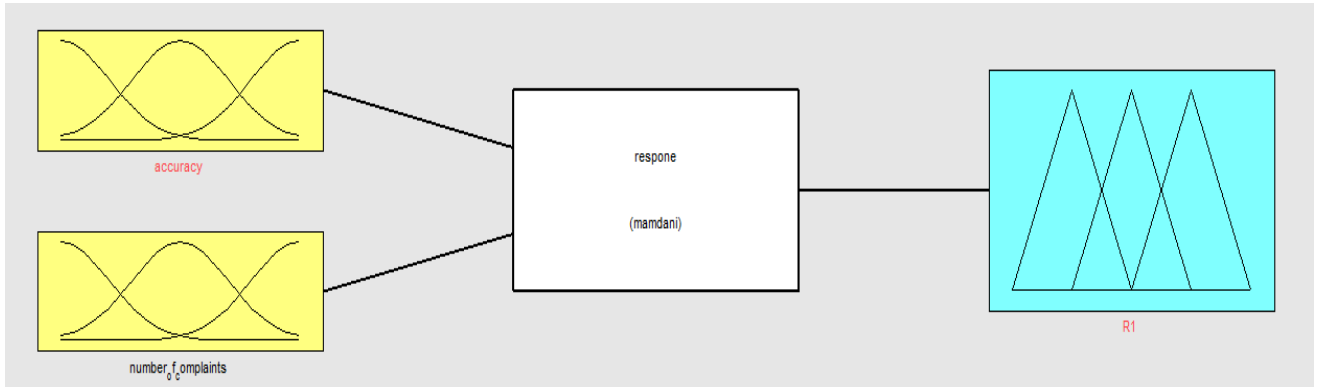 accuracy
respone
(mamdani)
number_of_complaints
R1